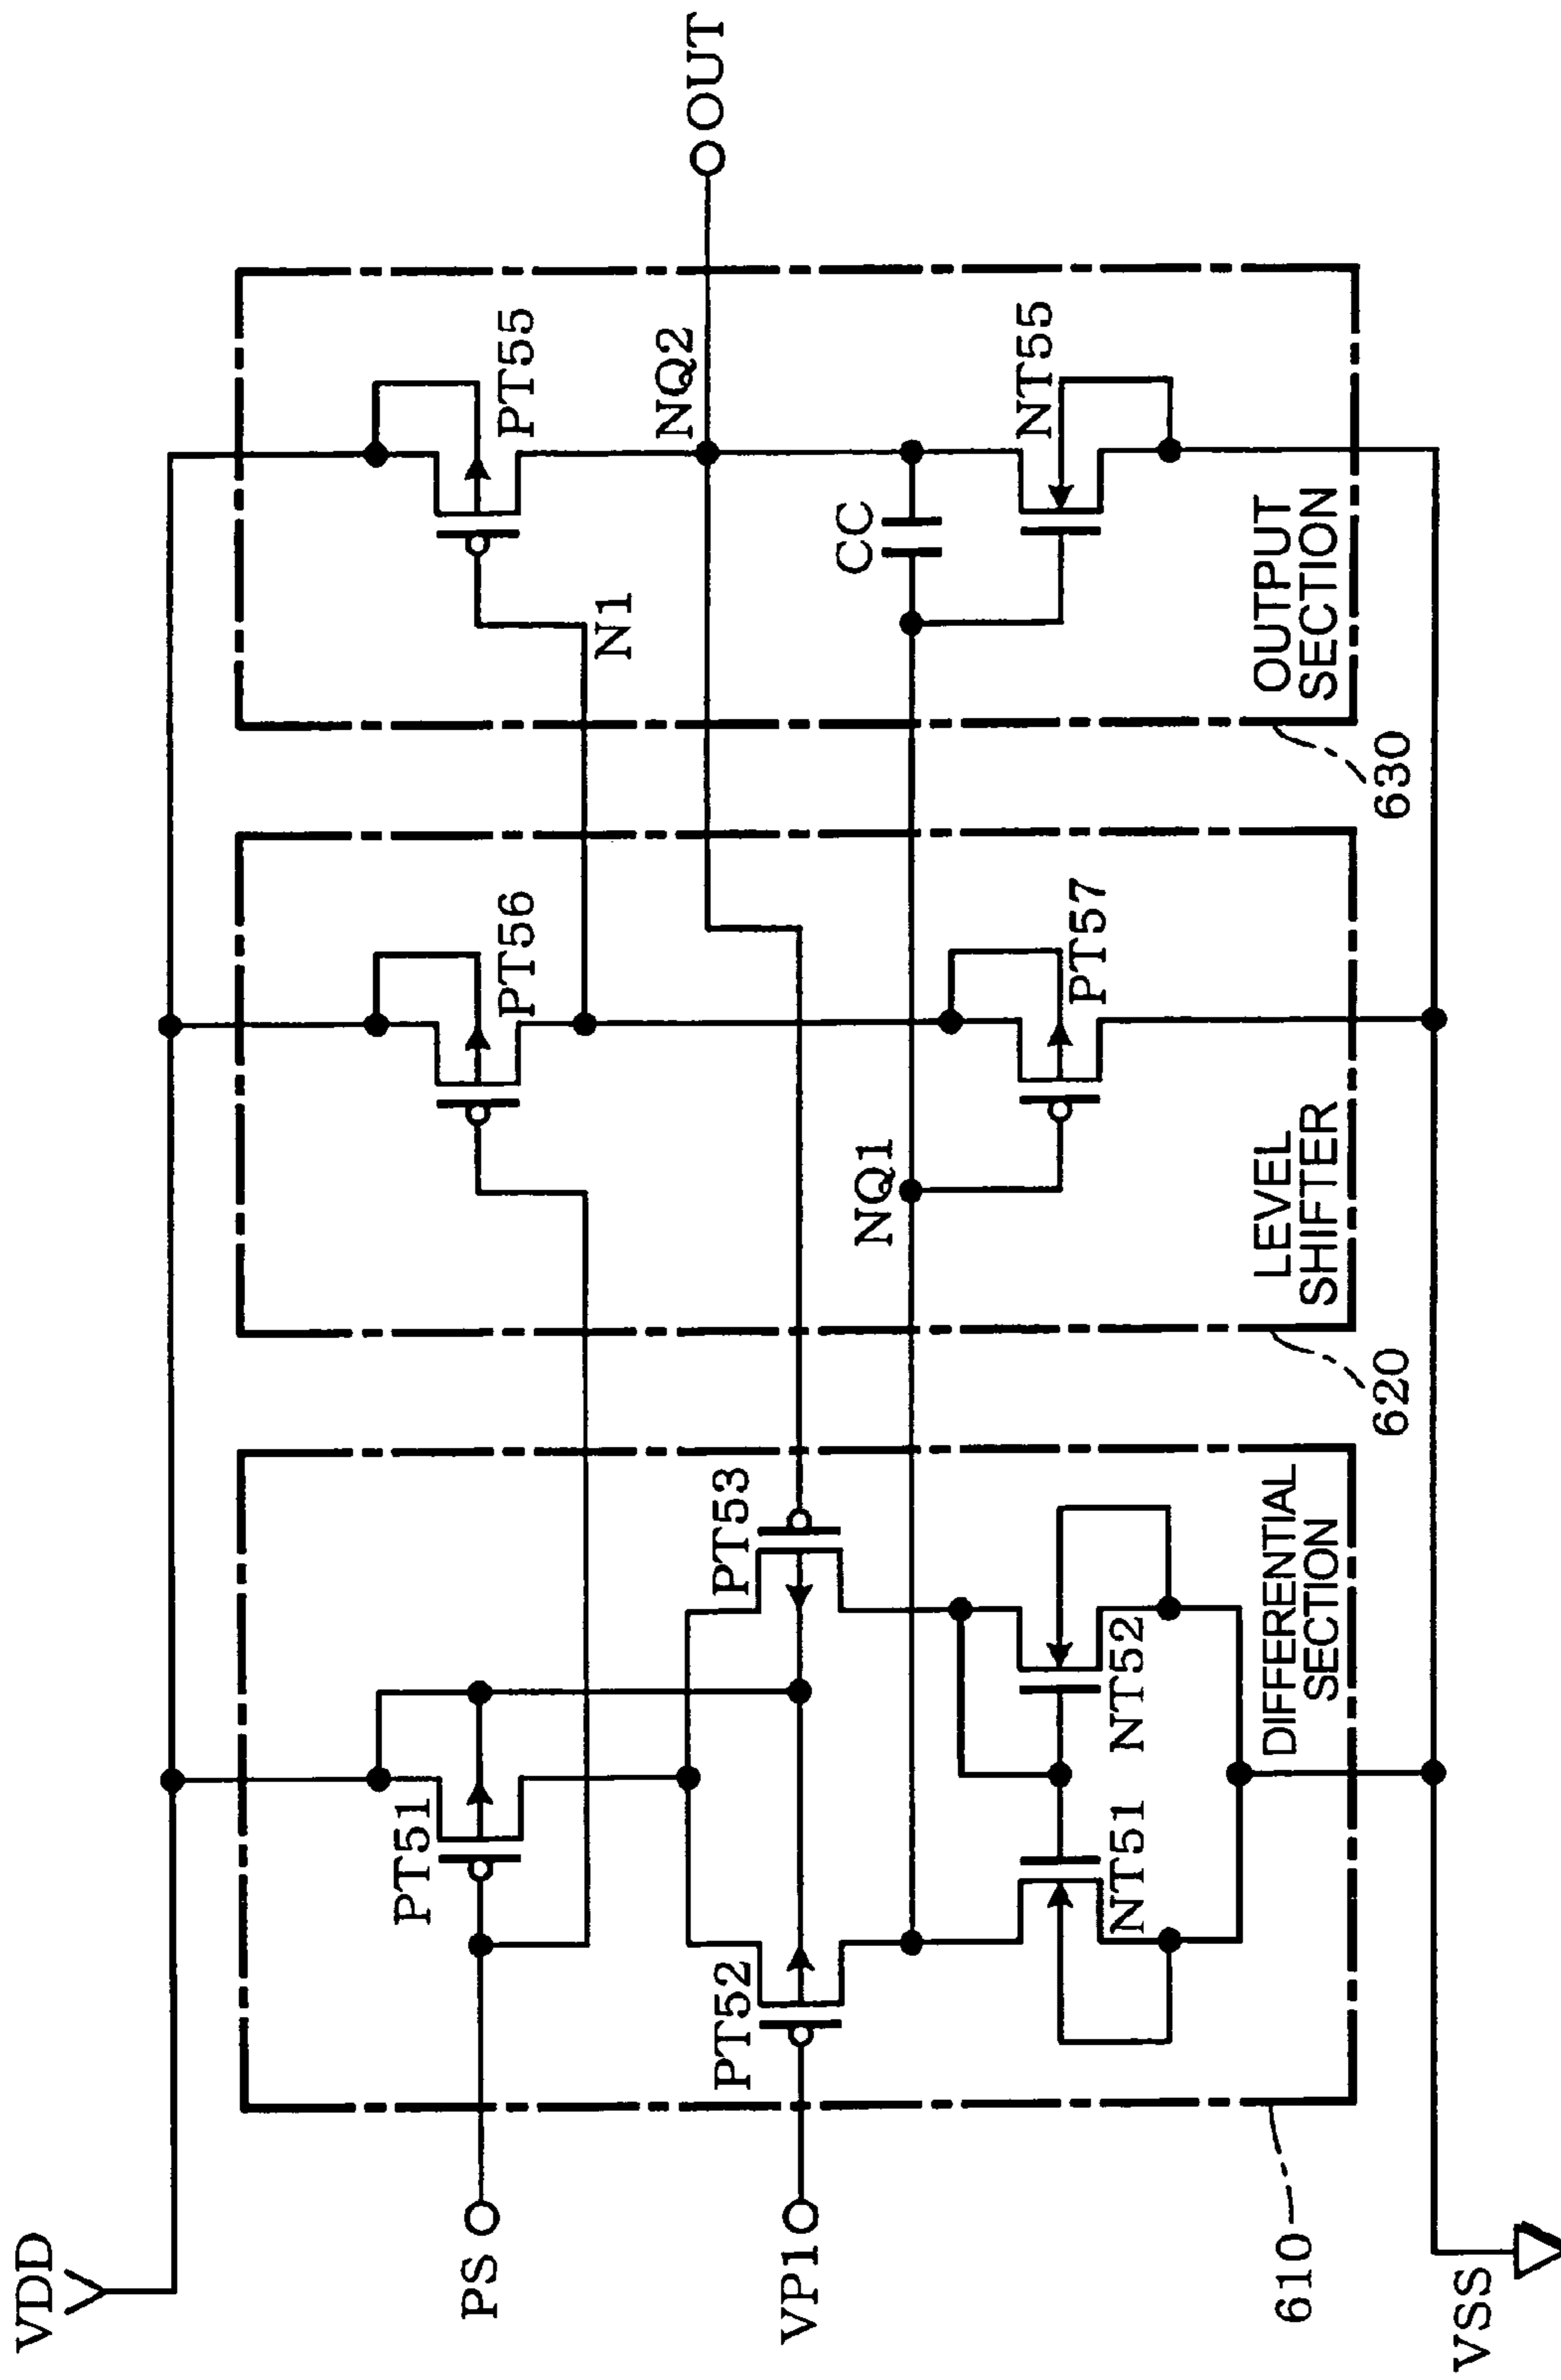 VDD
PS
VP1
VSS
610
PT51
PT52
PT53
NT51
NT52
DIFFERENTIAL
SECTION
620
PT56
NQ1
PT57
LEVEL
SHIFTER
630
N1
PT55
NQ2
CC
NT55
OUTPUT
SECTION
OUT